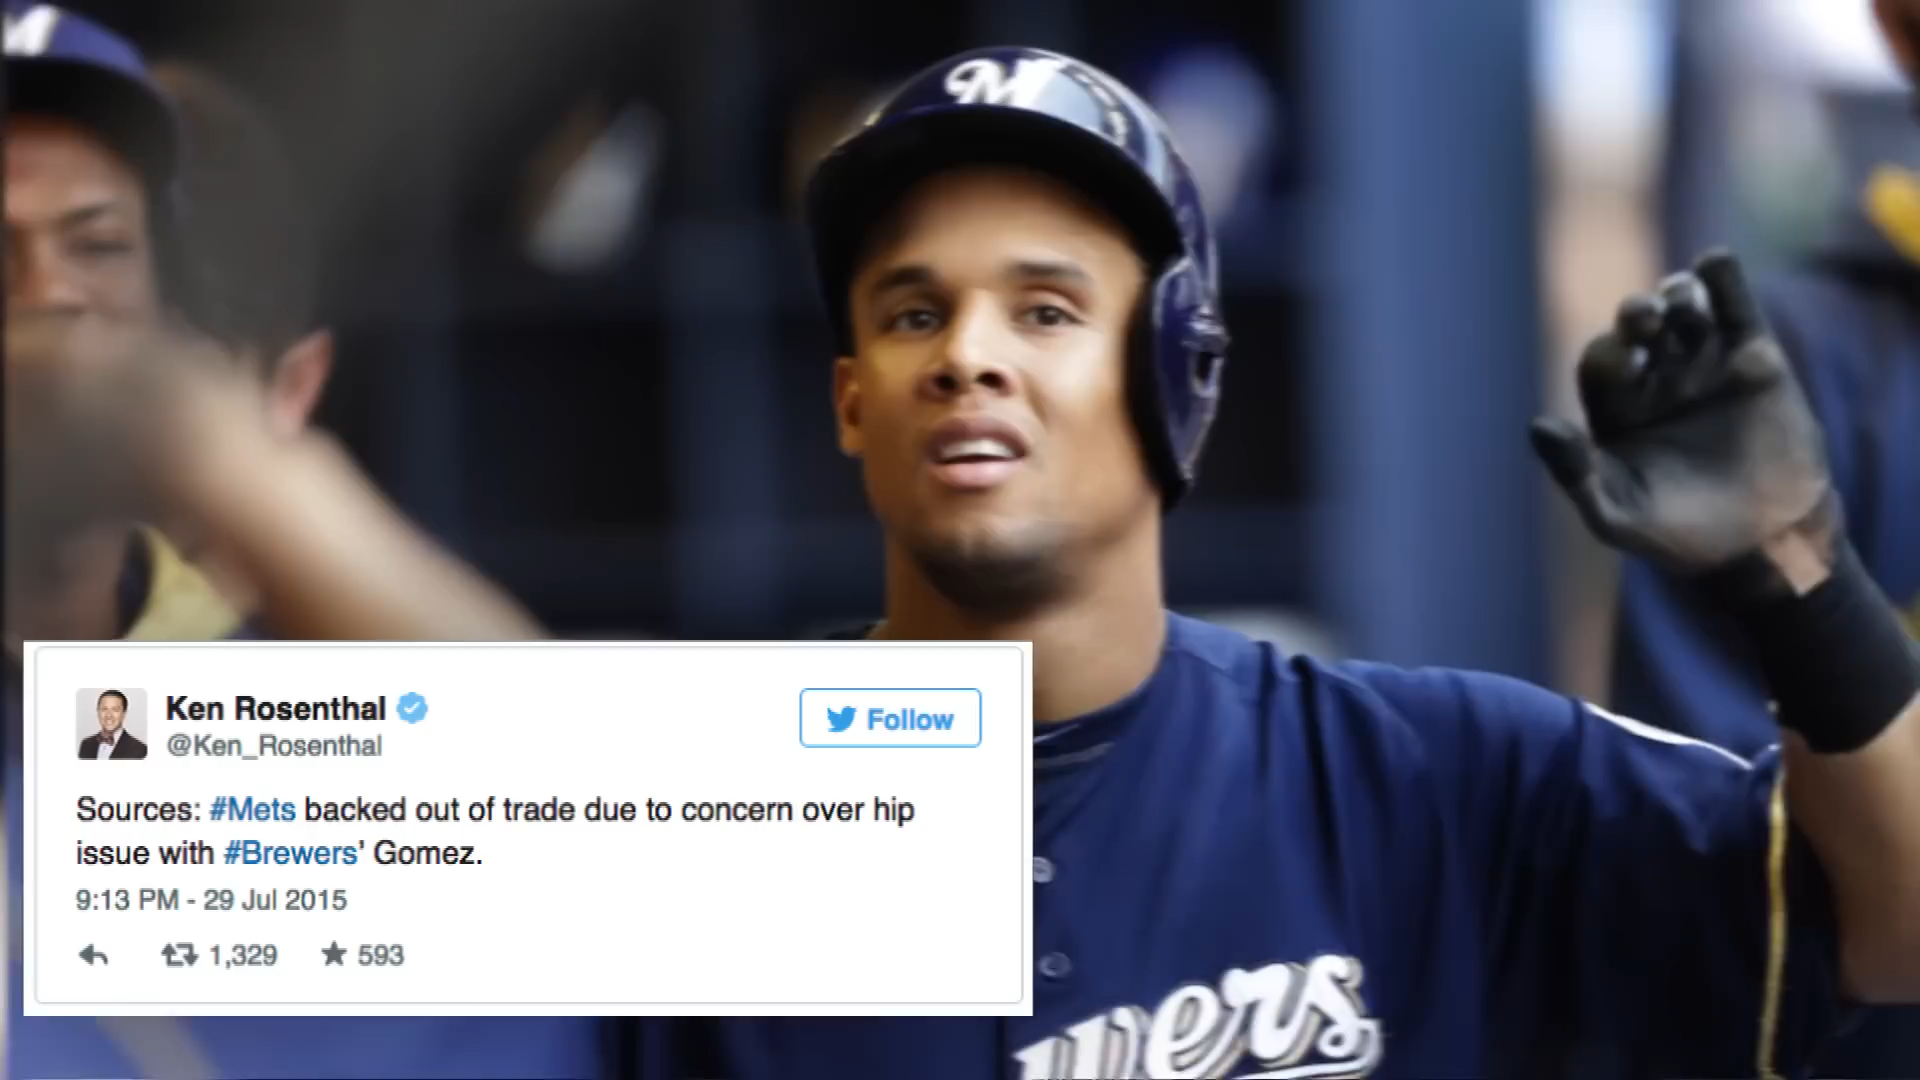 M
M
Ken Rosenthal
@Ken_Rosenthal
Follow
Sources: #Mets backed out of trade due to concern over hip
issue with #Brewers' Gomez.
9:13 PM - 29 Jul 2015
1,329 593
wers